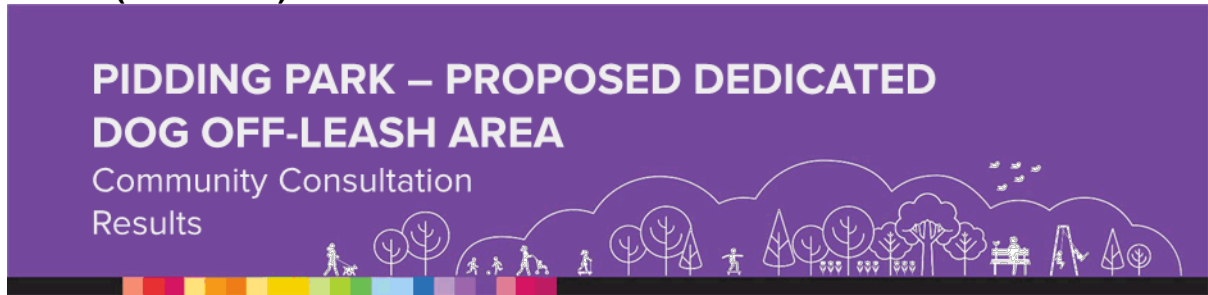 PIDDING PARK – PROPOSED DEDICATED
DOG OFF-LEASH AREA
Community Consultation
Results